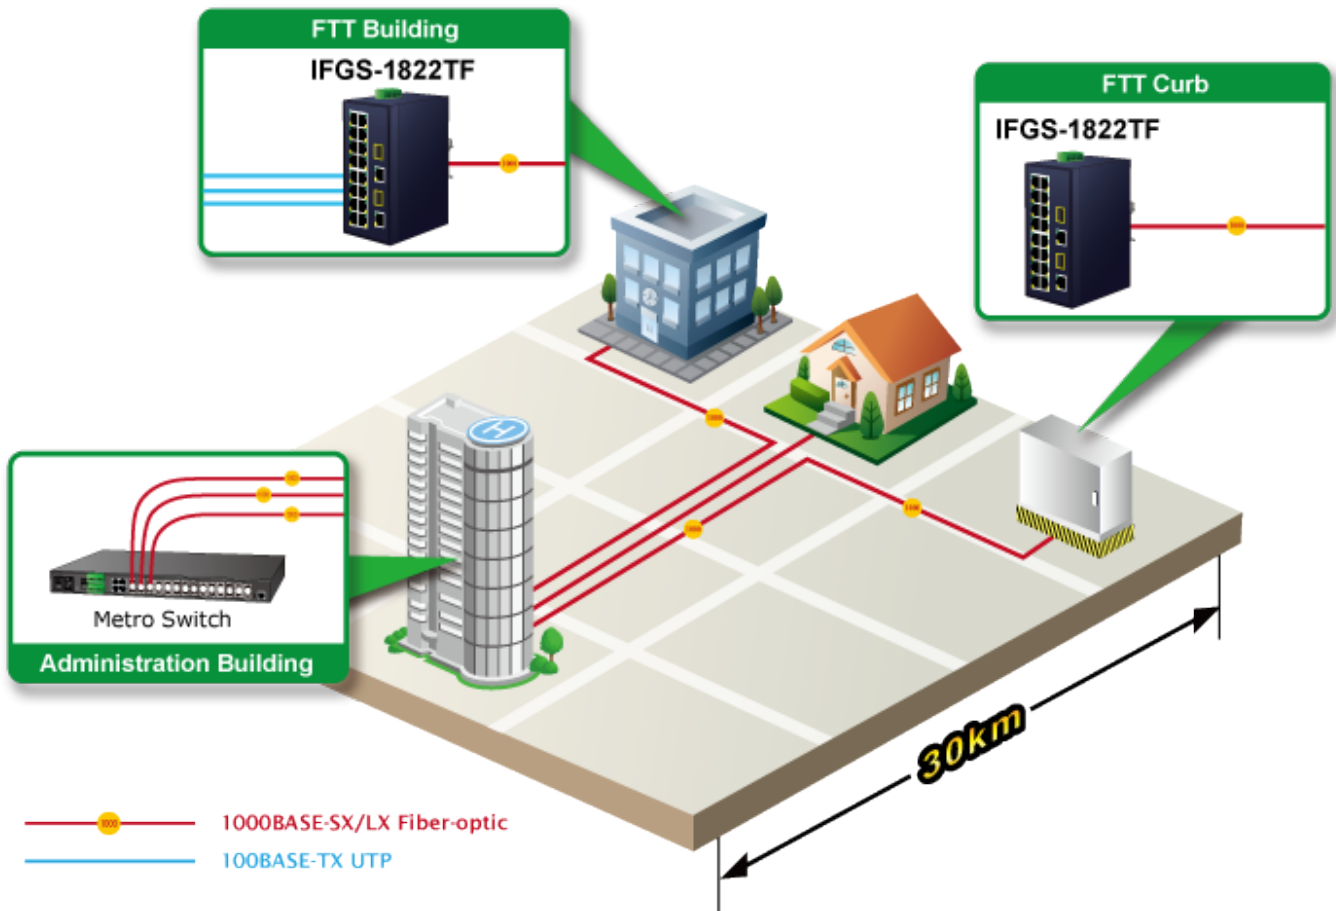 FTT Building
IFGS-1822TF
FTT Curb
IFGS-1822TF
Metro Switch
Administration Building
30km
1000
1000BASE-SX/LX Fiber-optic
100BASE-TX UTP
H